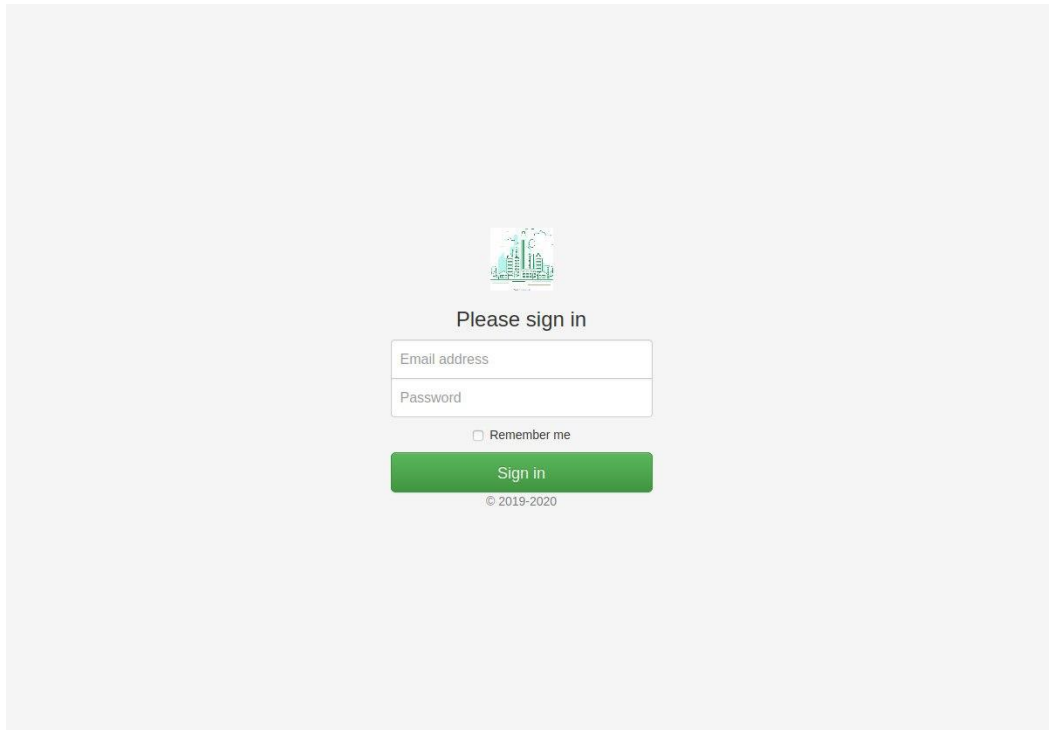 Please sign in
Email address
Password
Remember me
Sign in
© 2019-2020